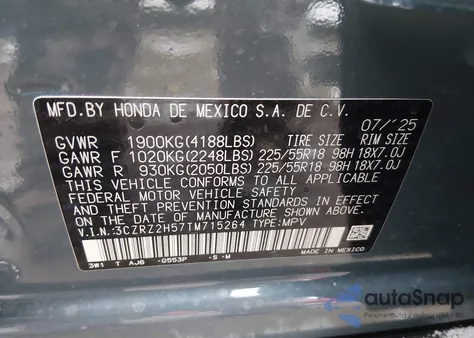 MFD.BY HONDA DE MEXICO S.A. DE C.V.
07/'25
GVWR 1900KG(4188LBS) TIRE SIZE RIM SIZE
GAWR F 1020KG(2248LBS) 225/55R18 98H 18X7.0J
GAWR R 930KG(2050LBS) 225/55R18 98H 18X7.0J
THIS VEHICLE CONFORMS TO ALL APPLICABLE
FEDERAL MOTOR VEHICLE SAFETY AND
THEFT PREVENTION STANDARDS IN EFFECT ON
THE DATE OF MANUFACTURE SHOWN ABOVE.
V.I.N:3CZRZ2H57TM715264 TYPE:MPV
3W1 T AJ6 -G553P -S -M MADE IN MEXICO
autoSnap